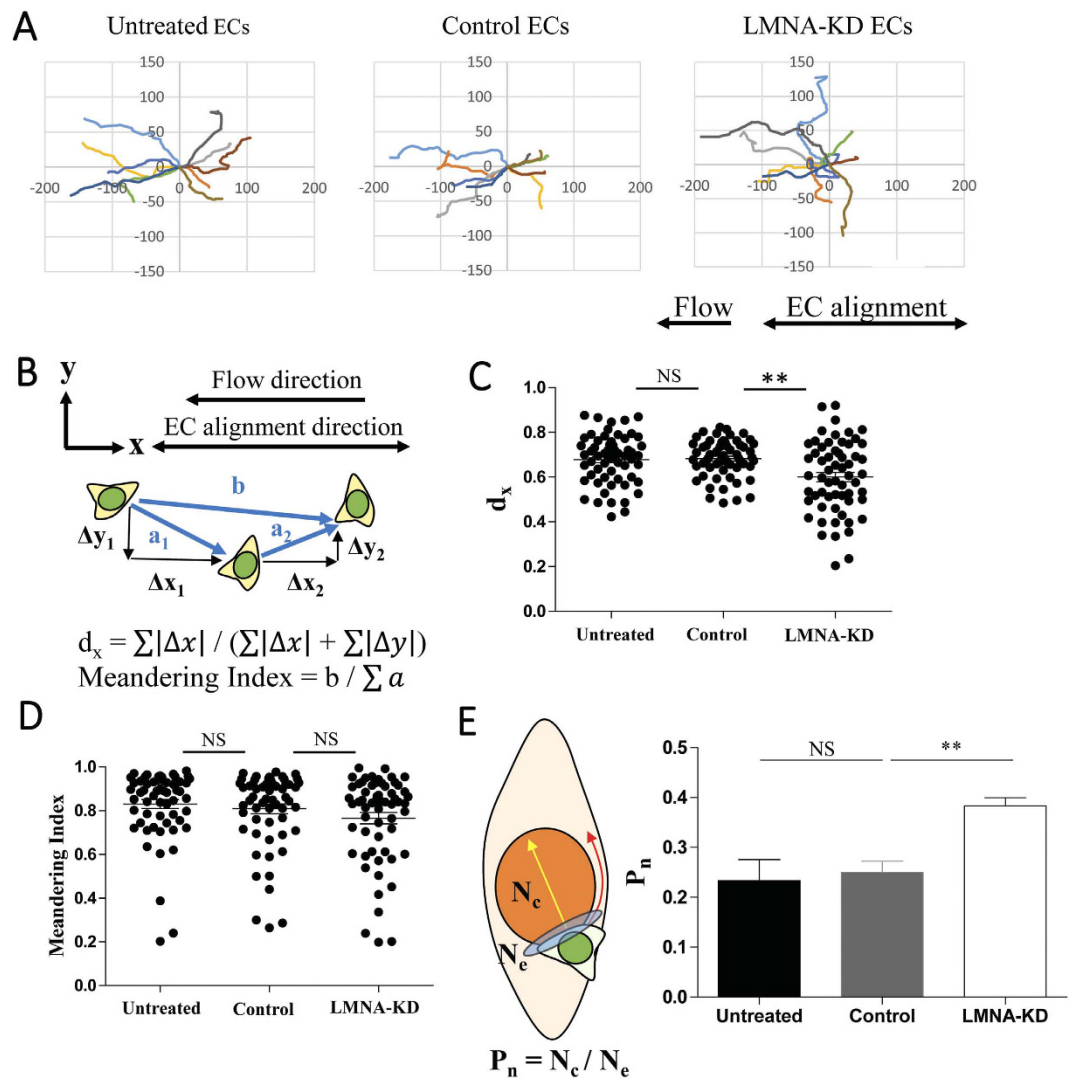 A
Untreated ECs
Control ECs
LMNA-KD ECs
150
100
50
0
-50
-100
-150
-200 -100 0 100 200
150
100
50
0
-50
-100
-150
-200 -100 0 100 200
150
100
50
0
-50
-100
-150
-200 -100 0 100 200
Flow
EC alignment
B
y
x
Flow direction
EC alignment direction
b
a1
a2
Δy1
Δx1
Δx2
Δy2
dx = ∑|Δx| / (∑|Δx| + ∑|Δy|)
Meandering Index = b / ∑ a
C
NS
**
1.0
0.8
0.6
0.4
0.2
0.0
dx
Untreated Control LMNA-KD
D
NS
NS
1.0
0.8
0.6
0.4
0.2
0.0
Meandering Index
Untreated Control LMNA-KD
E
Nc
Ne
Pn = Nc / Ne
NS
**
0.5
0.4
0.3
0.2
0.1
0.0
Pn
Untreated Control LMNA-KD